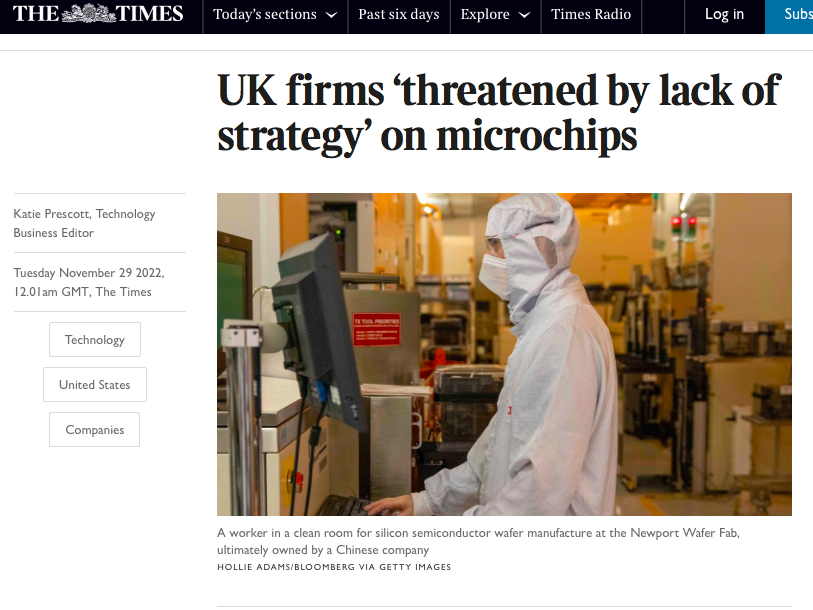 THE TIMES
Today's sections
Past six days
Explore
Times Radio
Log in
Subs
UK firms ‘threatened by lack of
strategy’ on microchips
Katie Prescott, Technology
Business Editor
Tuesday November 29 2022,
12.01am GMT, The Times
Technology
United States
Companies
TX TOOL PRIORITIES
A worker in a clean room for silicon semiconductor wafer manufacture at the Newport Wafer Fab,
ultimately owned by a Chinese company
HOLLIE ADAMS/BLOOMBERG VIA GETTY IMAGES